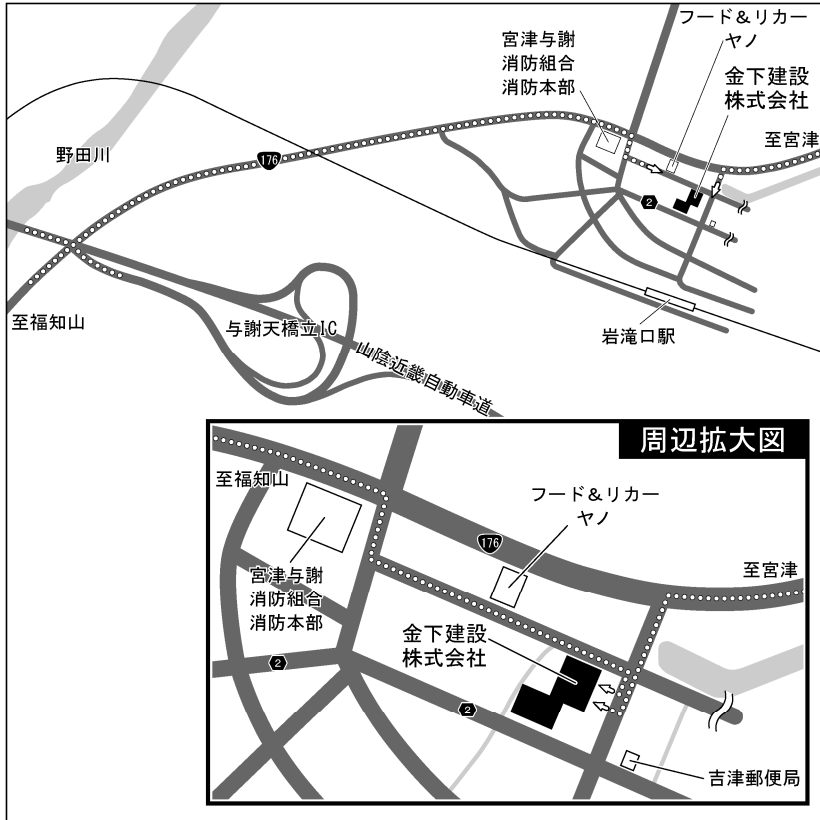 フード＆リカー
ヤノ
宮津与謝
消防組合
消防本部
金下建設
株式会社
至宮津
野田川
176
2
至福知山
与謝天橋立IC
山陰近畿自動車道
岩滝口駅
周辺拡大図
至福知山
フード＆リカー
ヤノ
176
至宮津
宮津与謝
消防組合
消防本部
金下建設
株式会社
2
2
吉津郵便局